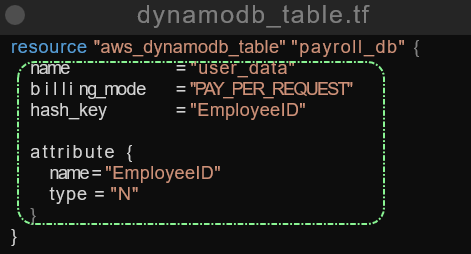 dynamodb_table.tf
resource "aws_dynamodb_table" "payroll_db" {
name = "user_data"
billing_mode = "PAY_PER_REQUEST"
hash_key = "EmployeeID"
attribute {
name = "EmployeeID"
type = "N"
}
}